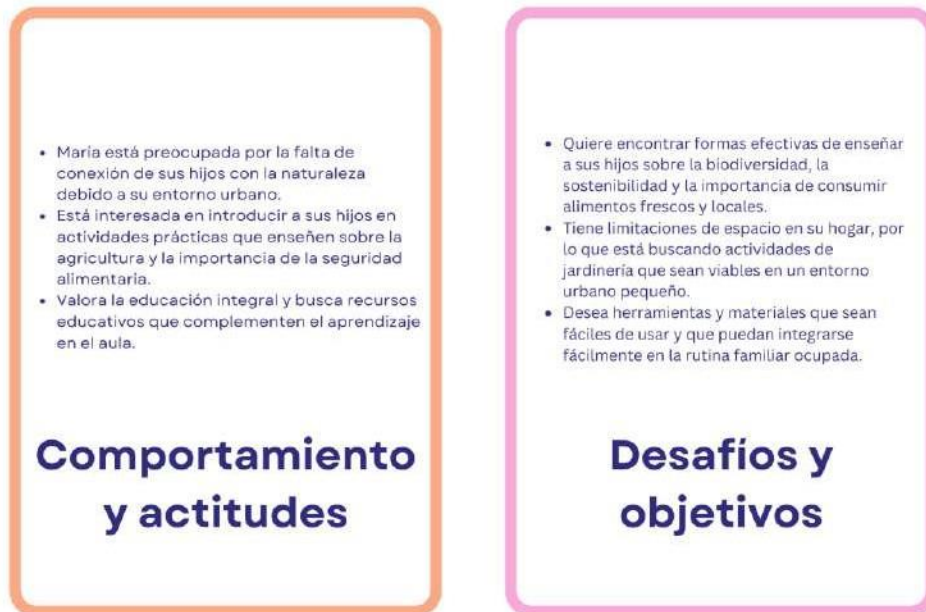 • María está preocupada por la falta de
conexión de sus hijos con la naturaleza
debido a su entorno urbano.
• Está interesada en introducir a sus hijos en
actividades prácticas que enseñen sobre la
agricultura y la importancia de la seguridad
alimentaria.
• Valora la educación integral y busca recursos
educativos que complementen el aprendizaje
en el aula.
Comportamiento
y actitudes
• Quiere encontrar formas efectivas de enseñar
a sus hijos sobre la biodiversidad, la
sostenibilidad y la importancia de consumir
alimentos frescos y locales.
• Tiene limitaciones de espacio en su hogar, por
lo que está buscando actividades de
jardinería que sean viables en un entorno
urbano pequeño.
• Desea herramientas y materiales que sean
fáciles de usar y que puedan integrarse
fácilmente en la rutina familiar ocupada.
Desafíos y
objetivos